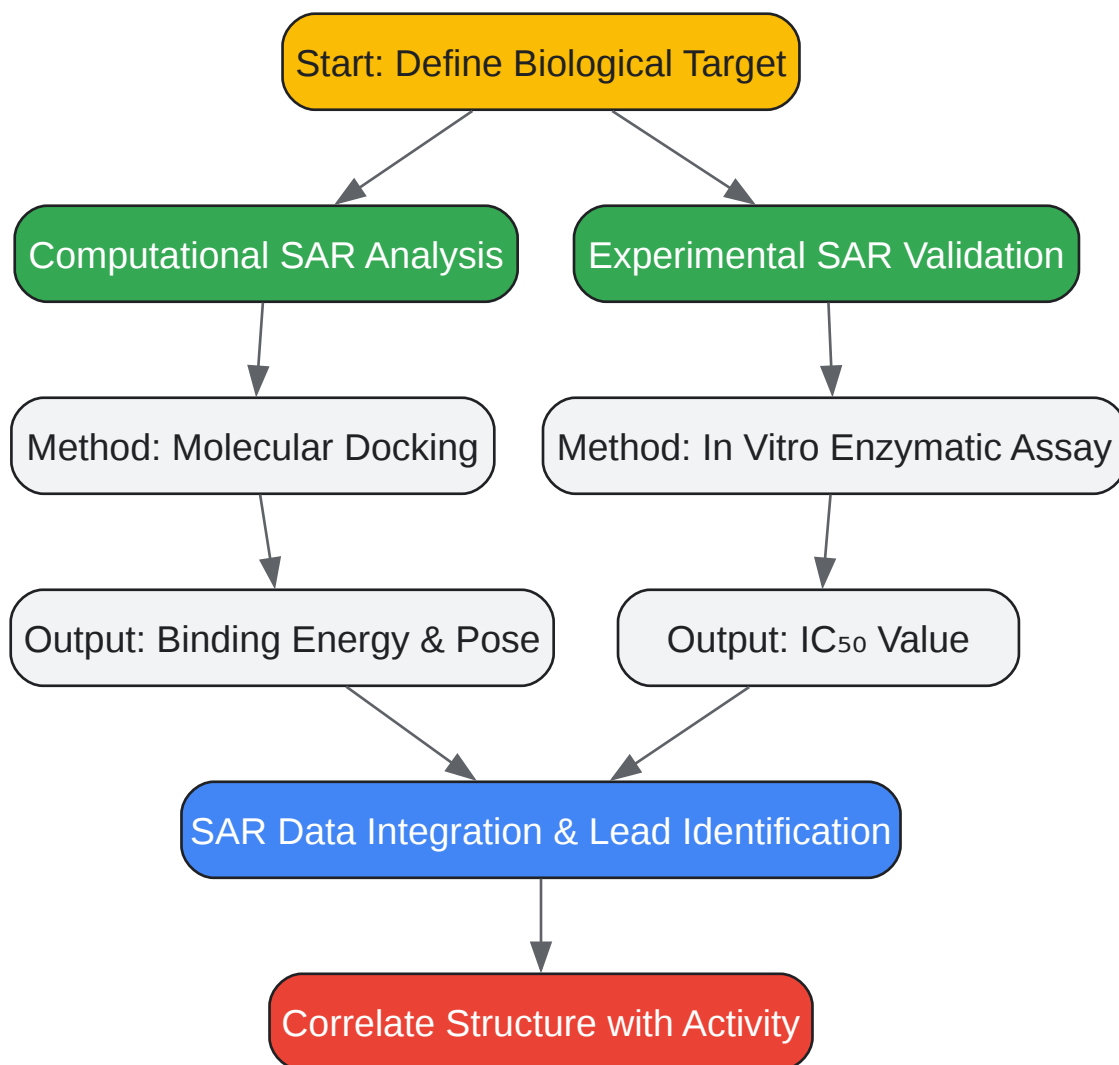 Start: Define Biological Target
Computational SAR Analysis
Experimental SAR Validation
Method: Molecular Docking
Method: In Vitro Enzymatic Assay
Output: Binding Energy & Pose
Output: IC₅₀ Value
SAR Data Integration & Lead Identification
Correlate Structure with Activity